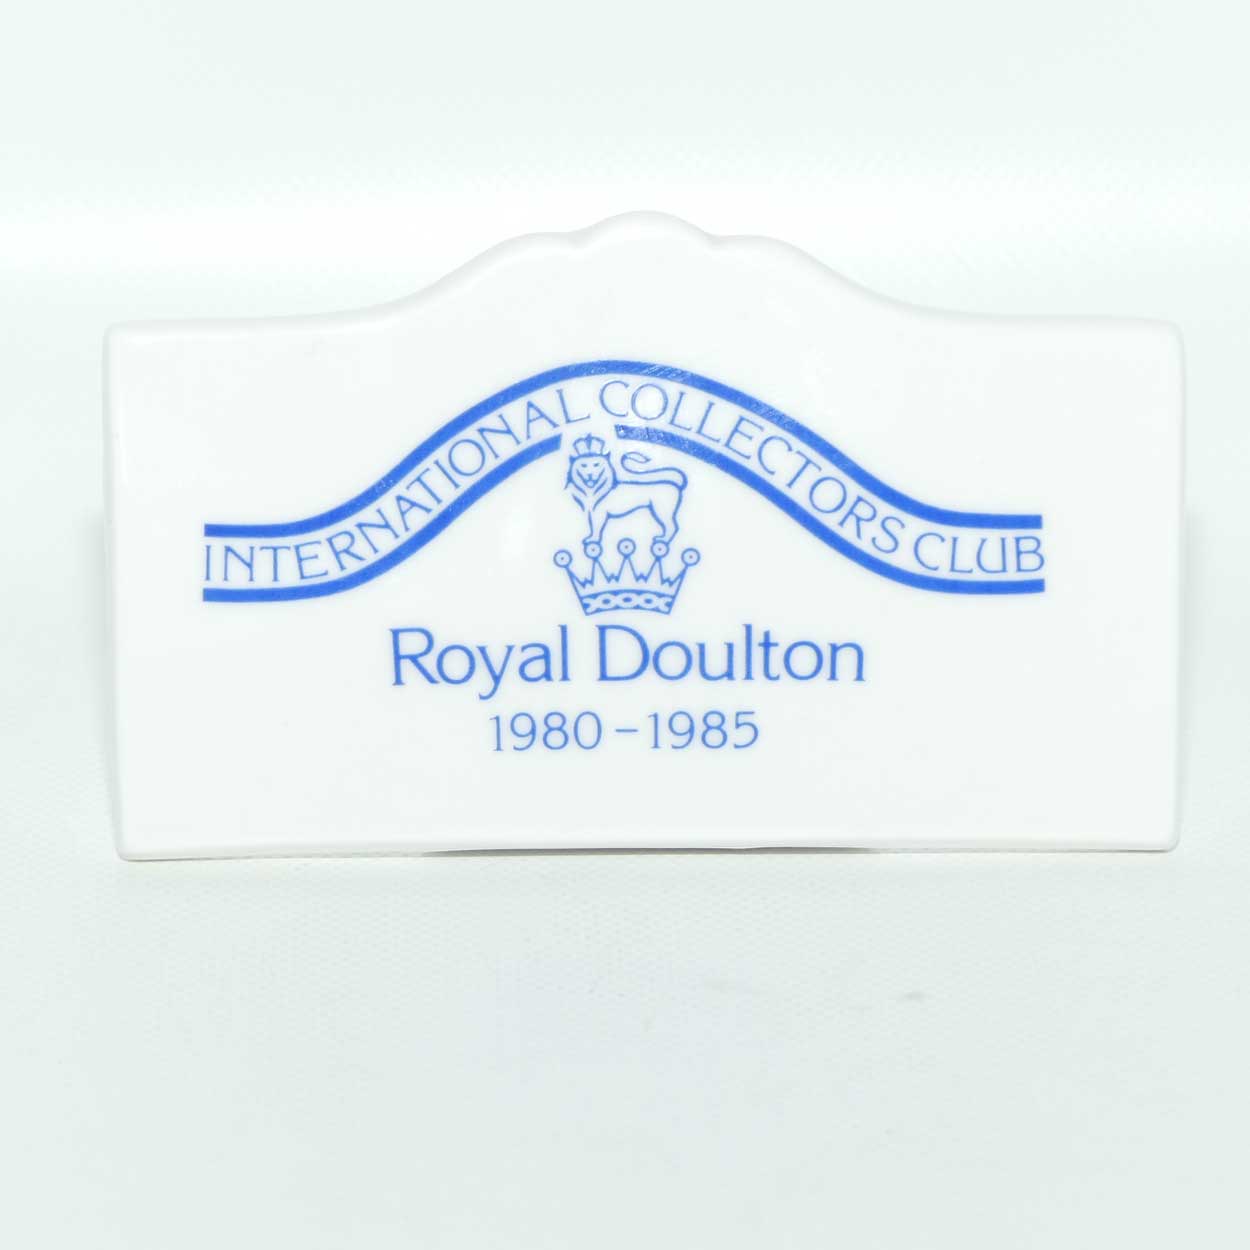 INTERNATIONAL COLLECTORS CLUB
Royal Doulton
1980-1985